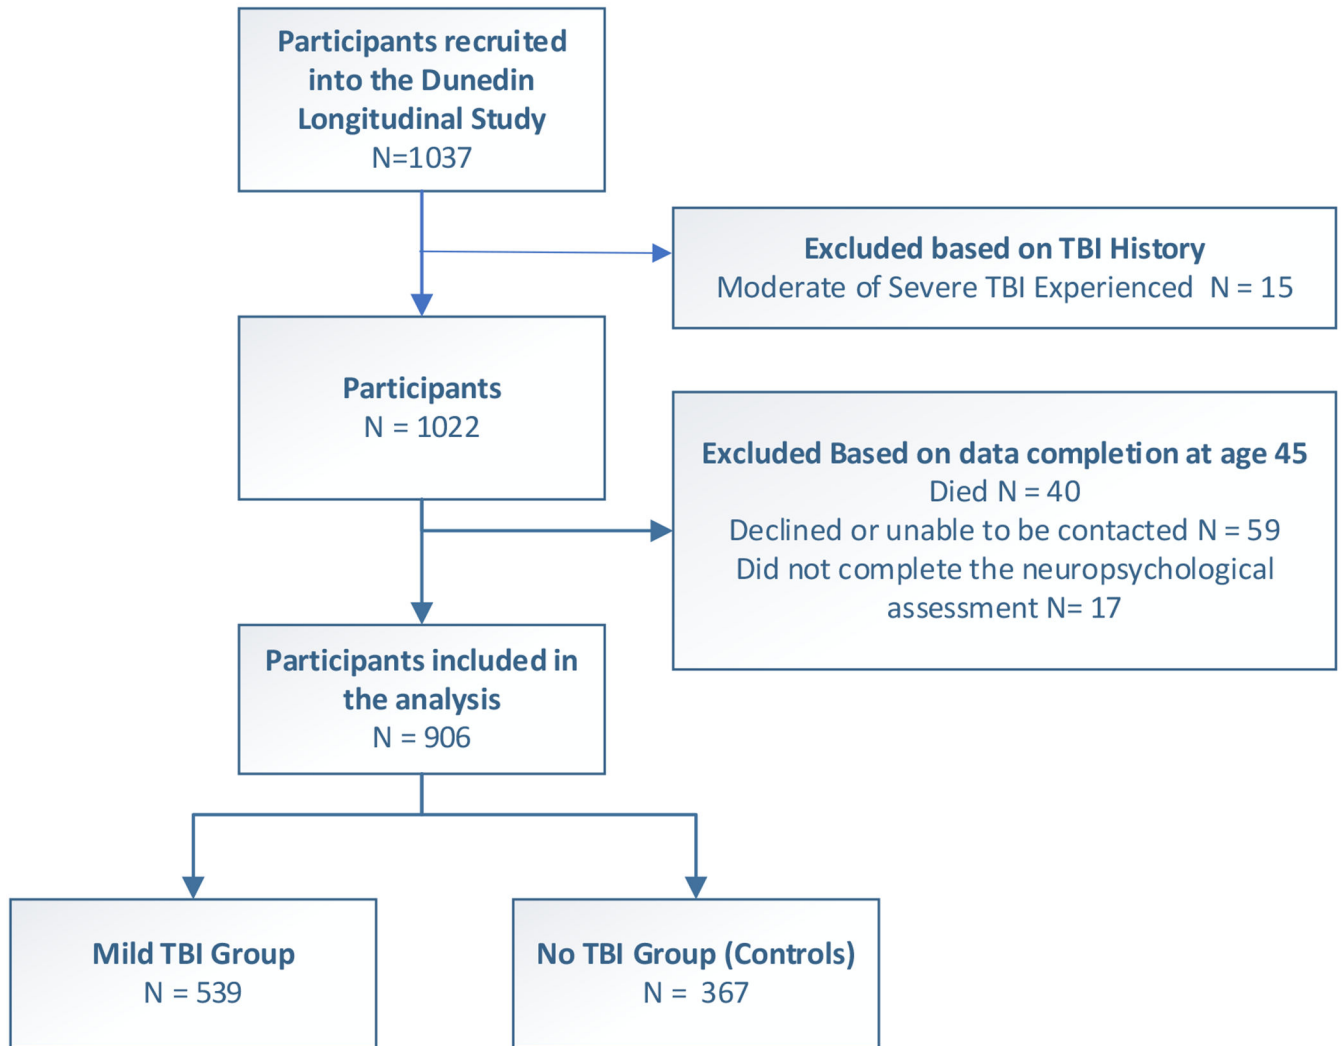 Participants recruited
into the Dunedin
Longitudinal Study
N=1037
Excluded based on TBI History
Moderate of Severe TBI Experienced  N = 15
Participants
N = 1022
Excluded Based on data completion at age 45
Died N = 40
Declined or unable to be contacted N = 59
Did not complete the neuropsychological
assessment N= 17
Participants included in
the analysis
N = 906
Mild TBI Group
N = 539
No TBI Group (Controls)
N =  367